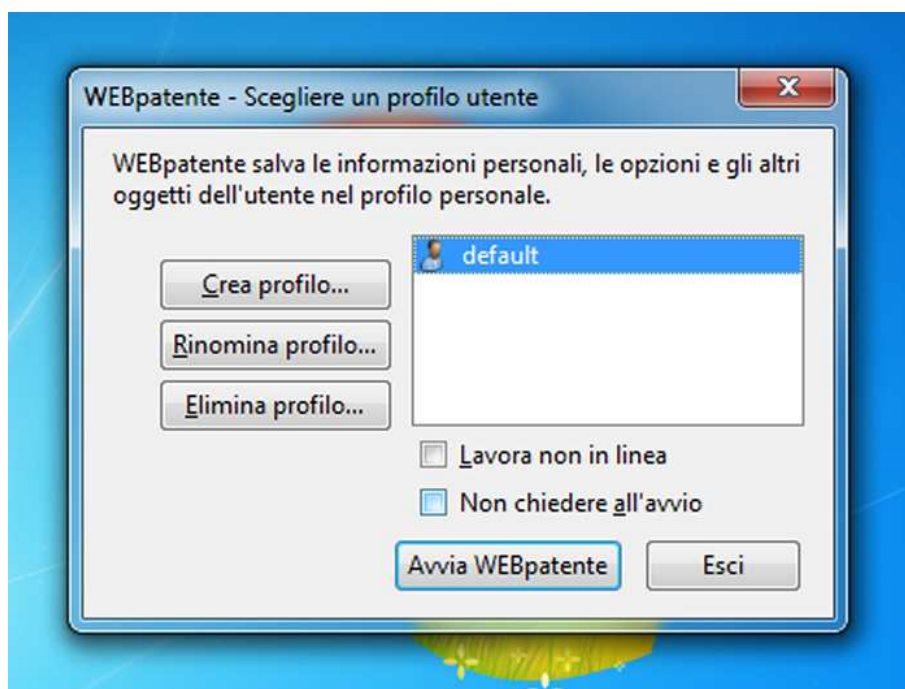 WEBpatente - Scegliere un profilo utente
WEBpatente salva le informazioni personali, le opzioni e gli altri
oggetti dell'utente nel profilo personale.
default
Crea profilo...
Rinomina profilo...
Elimina profilo...
Lavora non in linea
Non chiedere all'avvio
Avvia WEBpatente
Esci